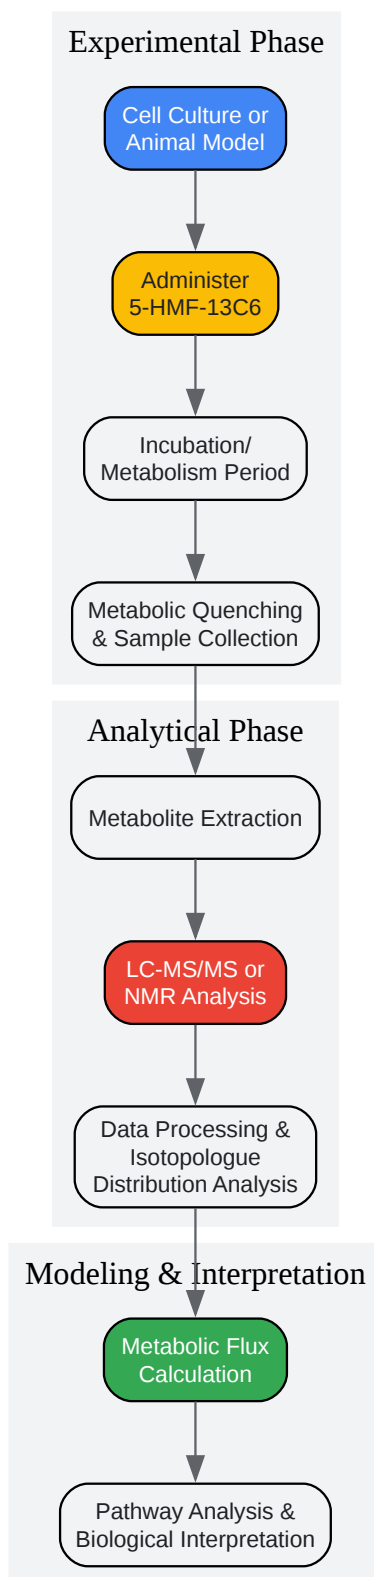 Experimental Phase
Cell Culture or
Animal Model
Administer
5-HMF-13C6
Incubation/
Metabolism Period
Metabolic Quenching
& Sample Collection
Analytical Phase
Metabolite Extraction
LC-MS/MS or
NMR Analysis
Data Processing &
Isotopologue
Distribution Analysis
Modeling & Interpretation
Metabolic Flux
Calculation
Pathway Analysis &
Biological Interpretation